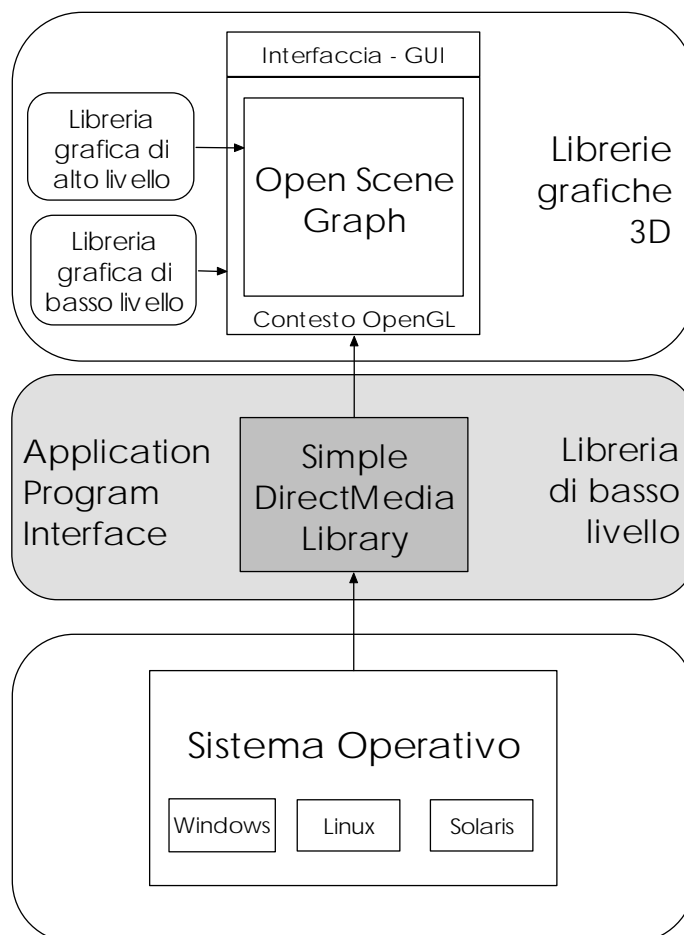 Interfaccia - GUI
Libreria
grafica di
alto livello
Open Scene
Graph
Librerie
grafiche
3D
Libreria
grafica di
basso livello
Contesto OpenGL
Application
Program
Interface
Simple
DirectMedia
Library
Libreria
di basso
livello
Sistema Operativo
Windows
Linux
Solaris